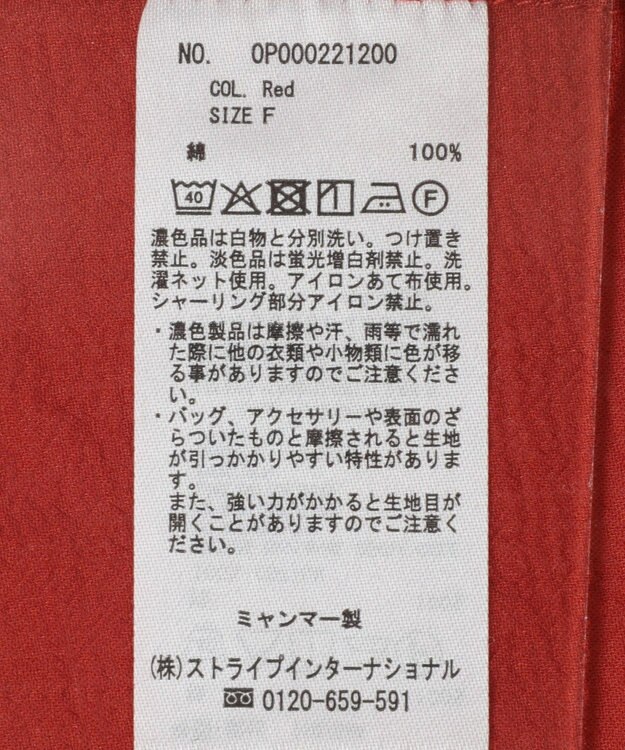 NO. 0P000221200
COL. Red
SIZE F
綿 100%
40 F
濃色品は白物と分別洗い。つけ置き
禁止。淡色品は蛍光増白剤禁止。洗
濯ネット使用。アイロンあて布使用。
シャーリング部分アイロン禁止。
・濃色製品は摩擦や汗、雨等で濡れ
た際に他の衣類や小物類に色が移
る事がありますのでご注意くださ
い。
・バッグ、アクセサリーや表面のざ
らついたものと摩擦されると生地
が引っかかりやすい特性がありま
す。
また、強い力がかかると生地目が
開くことがありますのでご注意く
ださい。
ミャンマー製
(株)ストライプインターナショナル
0120-659-591